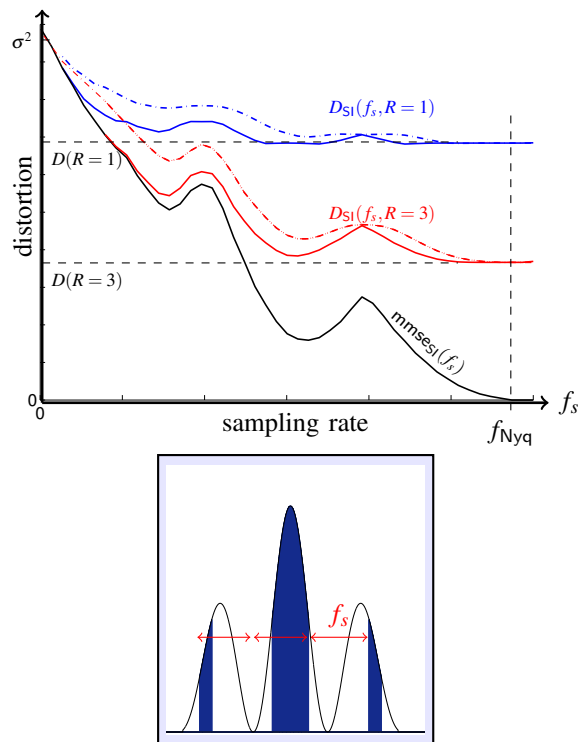 σ²
D_SI(f_s, R = 1)
D(R = 1)
distortion
D_SI(f_s, R = 3)
D(R = 3)
mmse_SI(f_s)
0
0
sampling rate
f_s
f_Nyq
f_s